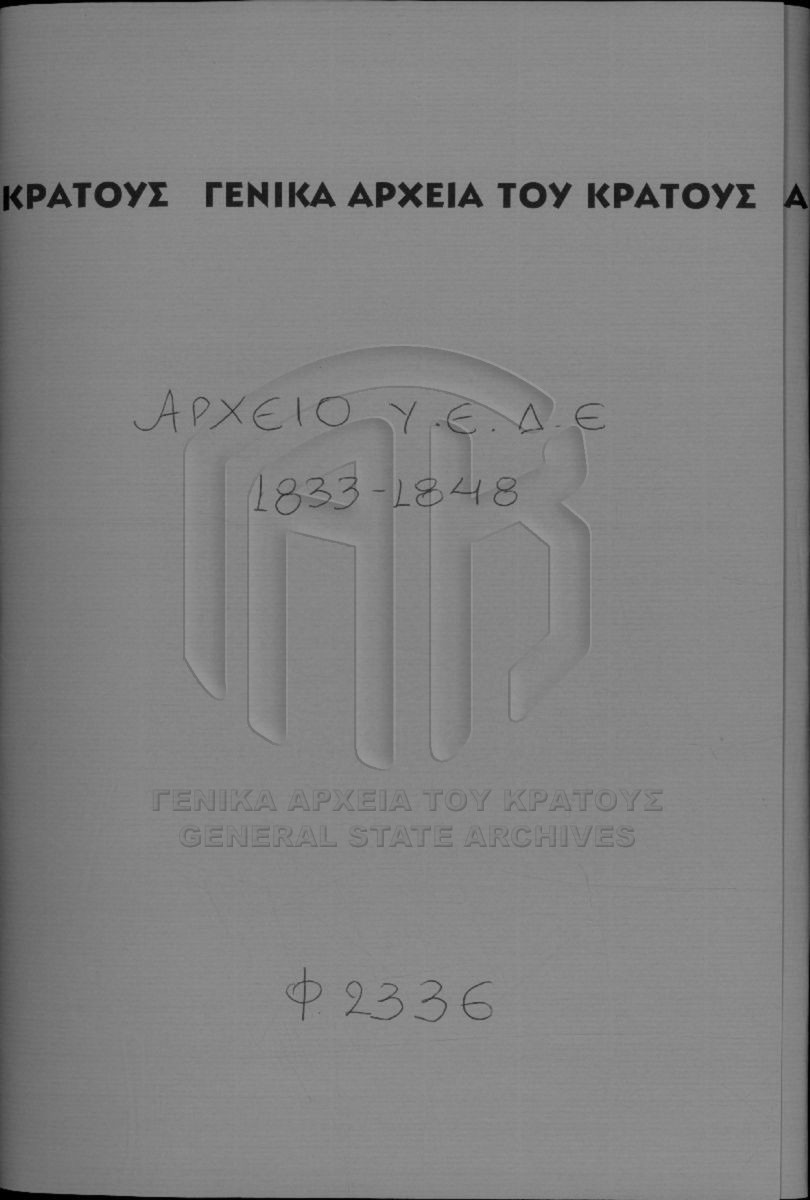 ΚΡΑΤΟΥΣ ΓΕΝΙΚΑ ΑΡΧΕΙΑ ΤΟΥ ΚΡΑΤΟΥΣ Α
ΑΡΧΕΙΟ Υ.Ε.Δ.Ε
1833-1848
ΓΕΝΙΚΑ ΑΡΧΕΙΑ ΤΟΥ ΚΡΑΤΟΥΣ
GENERAL STATE ARCHIVES
Φ. 2336